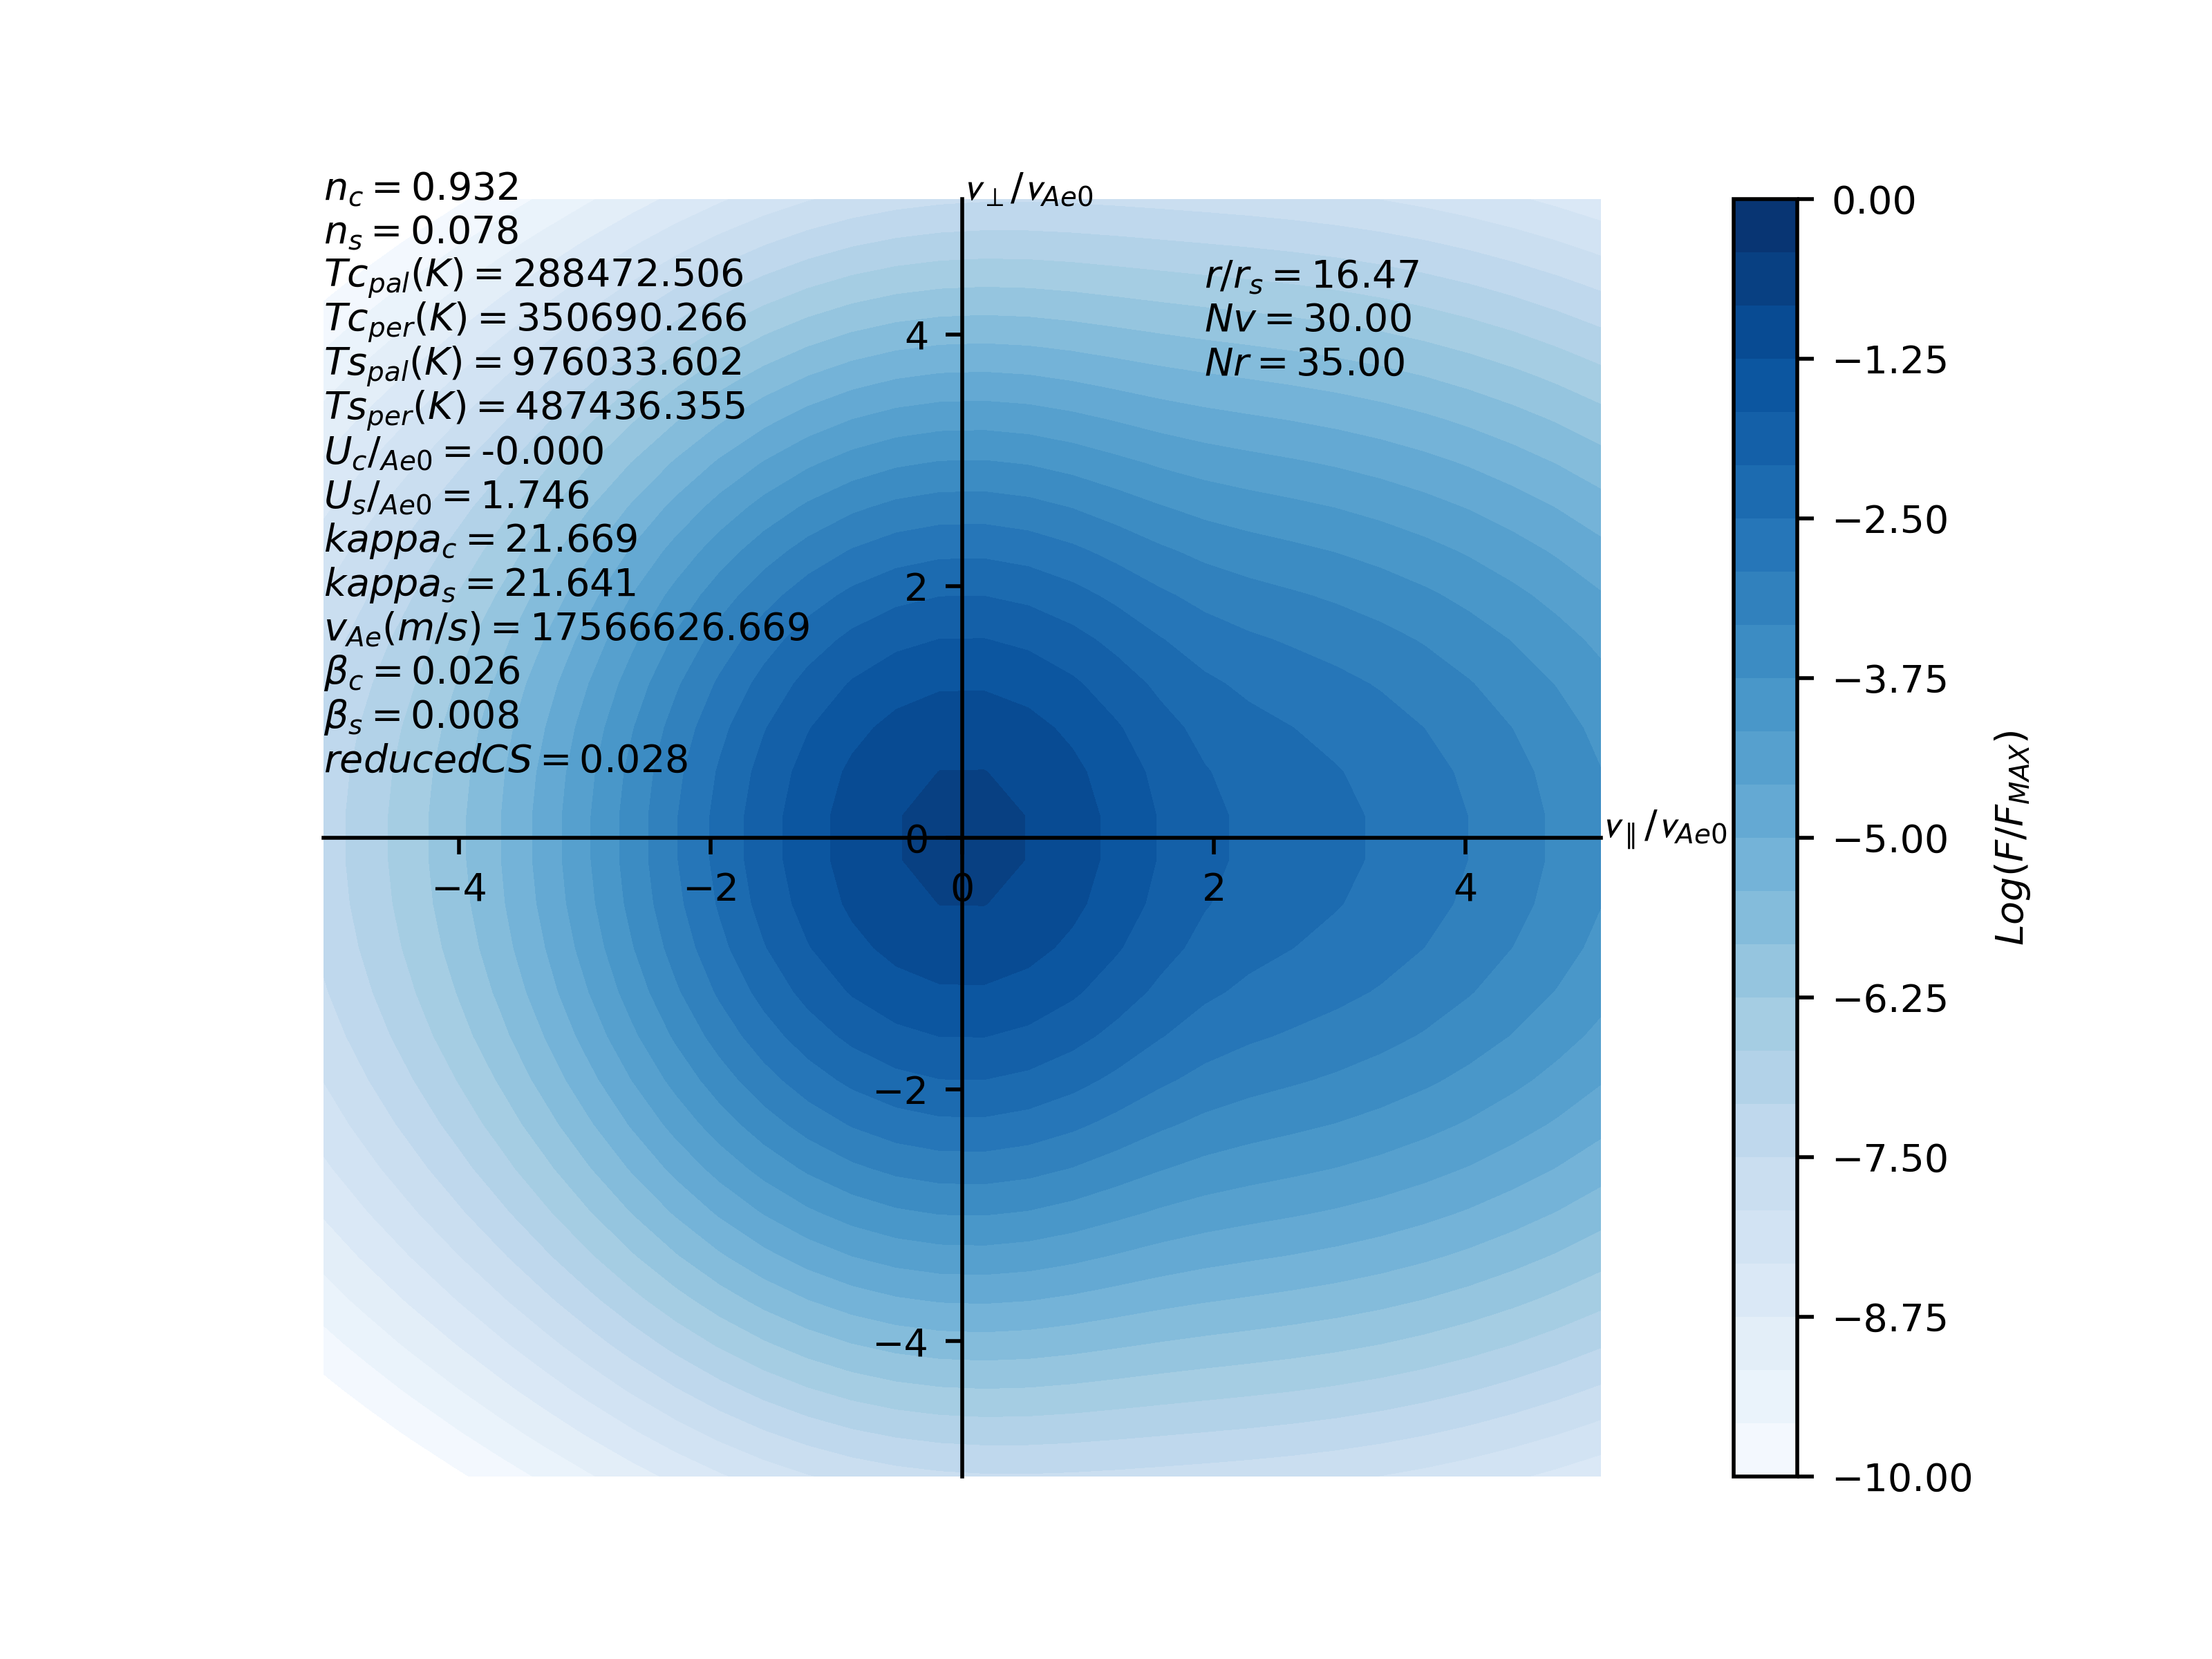 n_c = 0.932
n_s = 0.078
Tc_pal(K) = 288472.506
Tc_per(K) = 350690.266
Ts_pal(K) = 976033.602
Ts_per(K) = 487436.355
U_c/_Ae0 = -0.000
U_s/_Ae0 = 1.746
kappa_c = 21.669
kappa_s = 21.641
v_Ae(m/s) = 17566626.669
β_c = 0.026
β_s = 0.008
reducedCS = 0.028
v_⊥/v_Ae0
r/r_s = 16.47
Nv = 30.00
Nr = 35.00
4
2
0
−2
−4
−4
−2
0
2
4
v_∥/v_Ae0
0.00
−1.25
−2.50
−3.75
−5.00
−6.25
−7.50
−8.75
−10.00
Log(F/F_MAX)